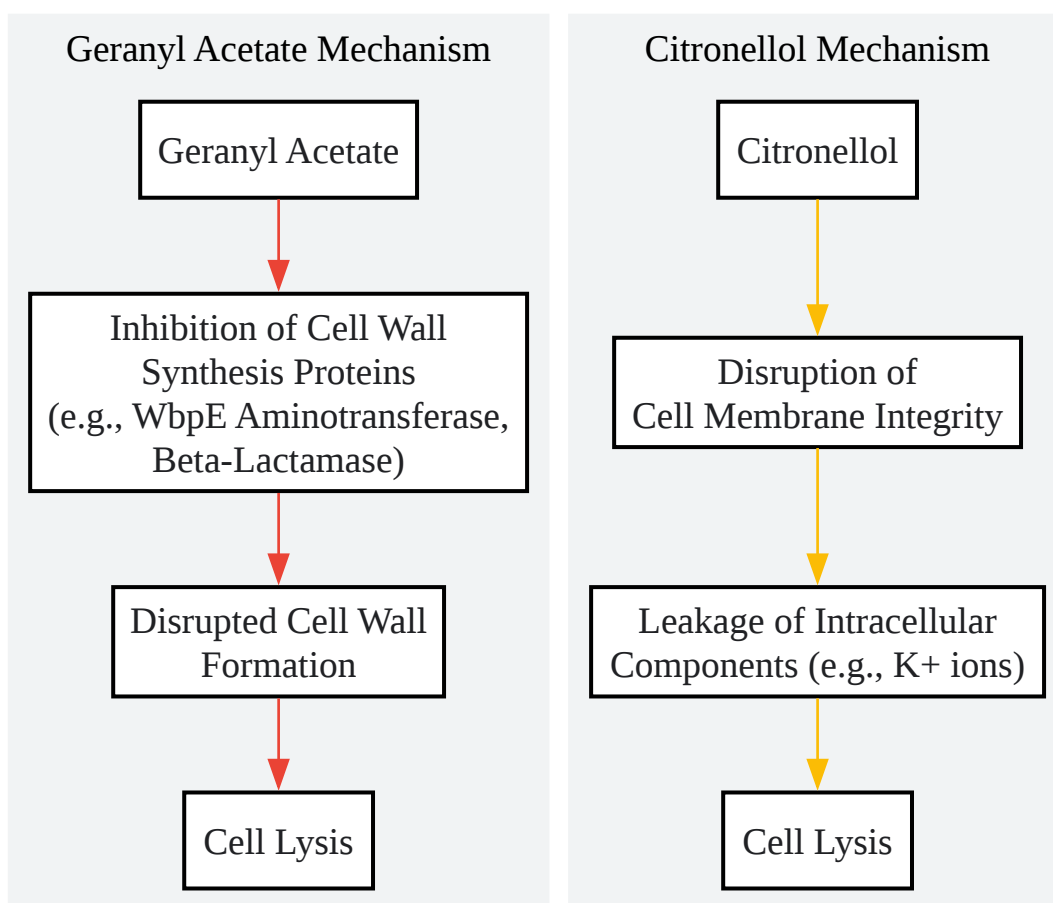 Geranyl Acetate Mechanism
Geranyl Acetate
Inhibition of Cell Wall
Synthesis Proteins
(e.g., WbpE Aminotransferase,
Beta-Lactamase)
Disrupted Cell Wall
Formation
Cell Lysis
Citronellol Mechanism
Citronellol
Disruption of
Cell Membrane Integrity
Leakage of Intracellular
Components (e.g., K+ ions)
Cell Lysis